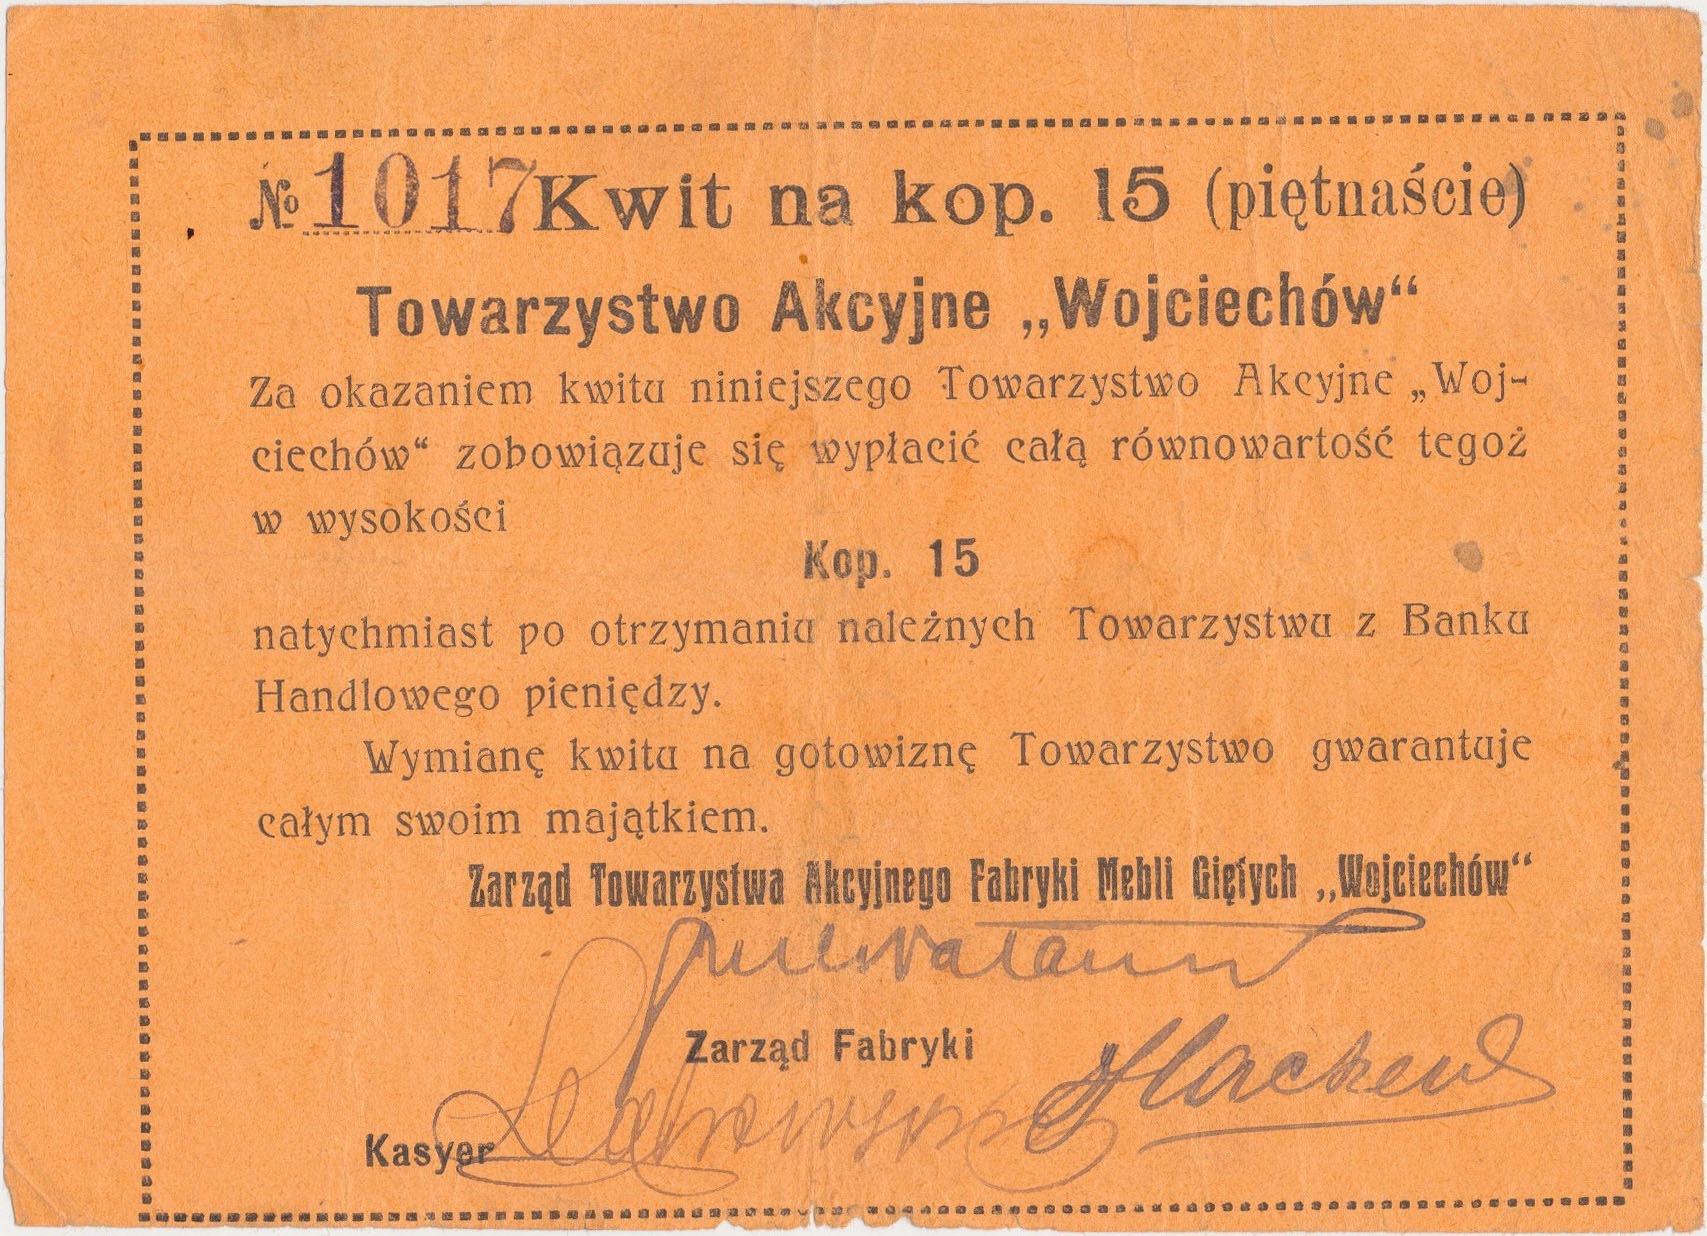 № 1017 Kwit na kop. 15 (piętnaście)
Towarzystwo Akcyjne „Wojciechów“
Za okazaniem kwitu niniejszego Towarzystwo Akcyjne „Woj-
ciechów“ zobowiązuje się wypłacić całą równowartość tegoż
w wysokości
Kop. 15
natychmiast po otrzymaniu należnych Towarzystwu z Banku
Handlowego pieniędzy.
Wymianę kwitu na gotowiznę Towarzystwo gwarantuje
całym swoim majątkiem.
Zarząd Towarzystwa Akcyjnego Fabryki Mebli Giętych „Wojciechów“
Zarząd Fabryki
Kasyer